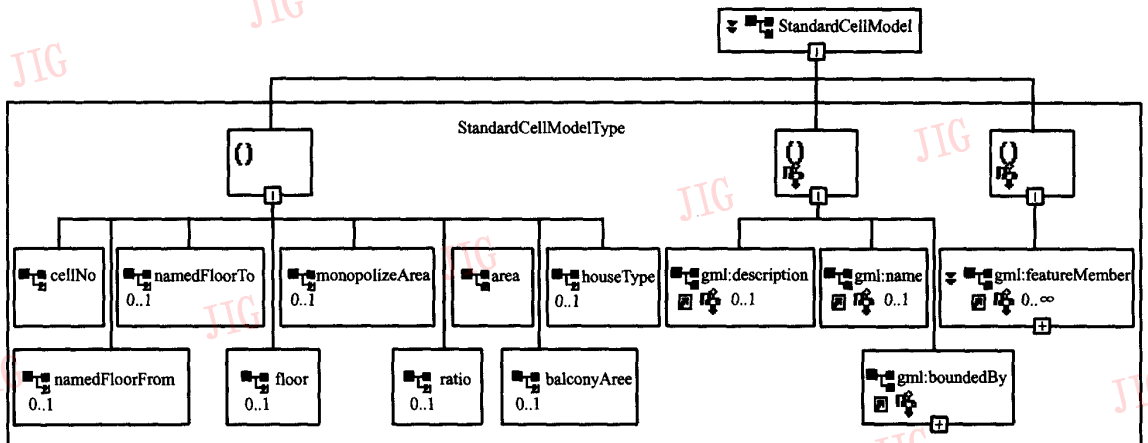 JIG
StandardCellModel
JIG
StandardCellModelType
()
()
()
JIG
JIG
cellNo
namedFloorTo
0..1
monopolizeArea
0..1
JIG
area
houseType
0..1
gml:description
0..1
gml:name
0..1
gml:featureMember
0..∞
JIG
namedFloorFrom
0..1
floor
0..1
ratio
0..1
balconyAree
0..1
gml:boundedBy